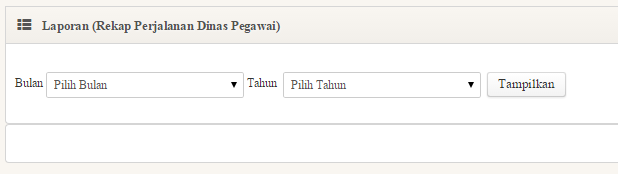 Laporan (Rekap Perjalanan Dinas Pegawai)
Bulan Pilih Bulan Tahun Pilih Tahun Tampilkan